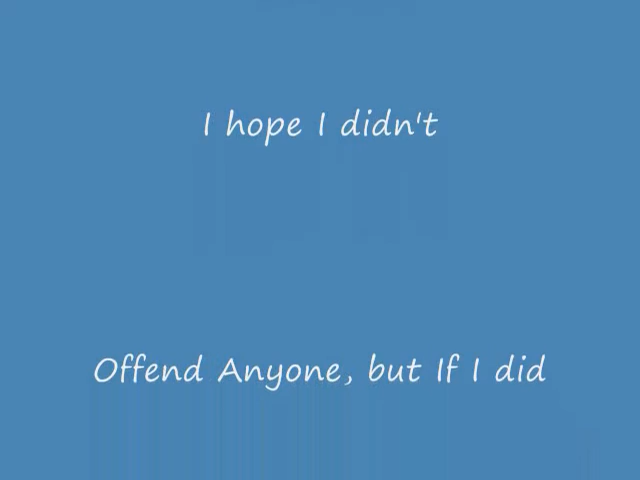 I hope I didn't
Offend Anyone, but If I did